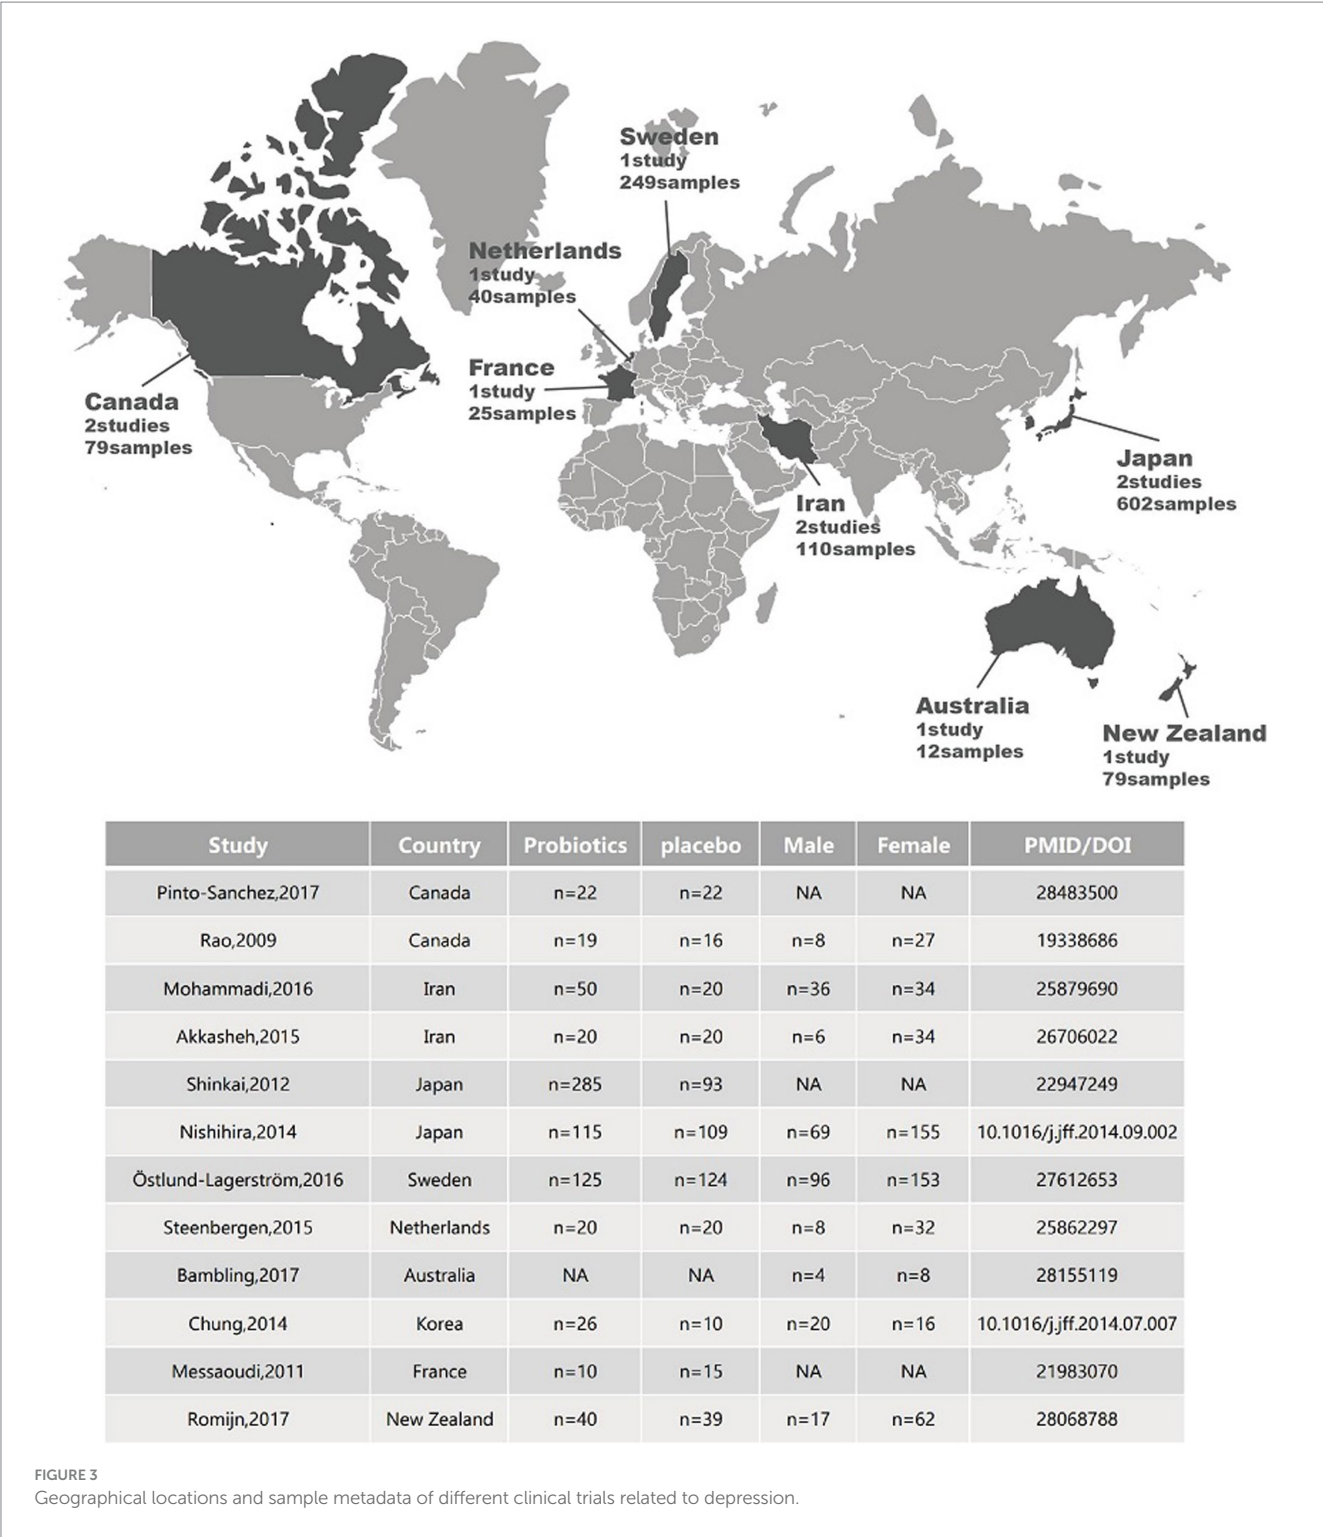 Sweden
1study
249samples
Netherlands
1study
40samples
France
1study
25samples
Canada
2studies
79samples
Japan
2studies
602samples
Iran
2studies
110samples
Australia
1study
12samples
New Zealand
1study
79samples
Study Country Probiotics placebo Male Female PMID/DOI
Pinto-Sanchez,2017 Canada n=22 n=22 NA NA 28483500
Rao,2009 Canada n=19 n=16 n=8 n=27 19338686
Mohammadi,2016 Iran n=50 n=20 n=36 n=34 25879690
Akkasheh,2015 Iran n=20 n=20 n=6 n=34 26706022
Shinkai,2012 Japan n=285 n=93 NA NA 22947249
Nishihira,2014 Japan n=115 n=109 n=69 n=155 10.1016/j.jff.2014.09.002
Östlund-Lagerström,2016 Sweden n=125 n=124 n=96 n=153 27612653
Steenbergen,2015 Netherlands n=20 n=20 n=8 n=32 25862297
Bambling,2017 Australia NA NA n=4 n=8 28155119
Chung,2014 Korea n=26 n=10 n=20 n=16 10.1016/j.jff.2014.07.007
Messaoudi,2011 France n=10 n=15 NA NA 21983070
Romijn,2017 New Zealand n=40 n=39 n=17 n=62 28068788
FIGURE 3
Geographical locations and sample metadata of different clinical trials related to depression.